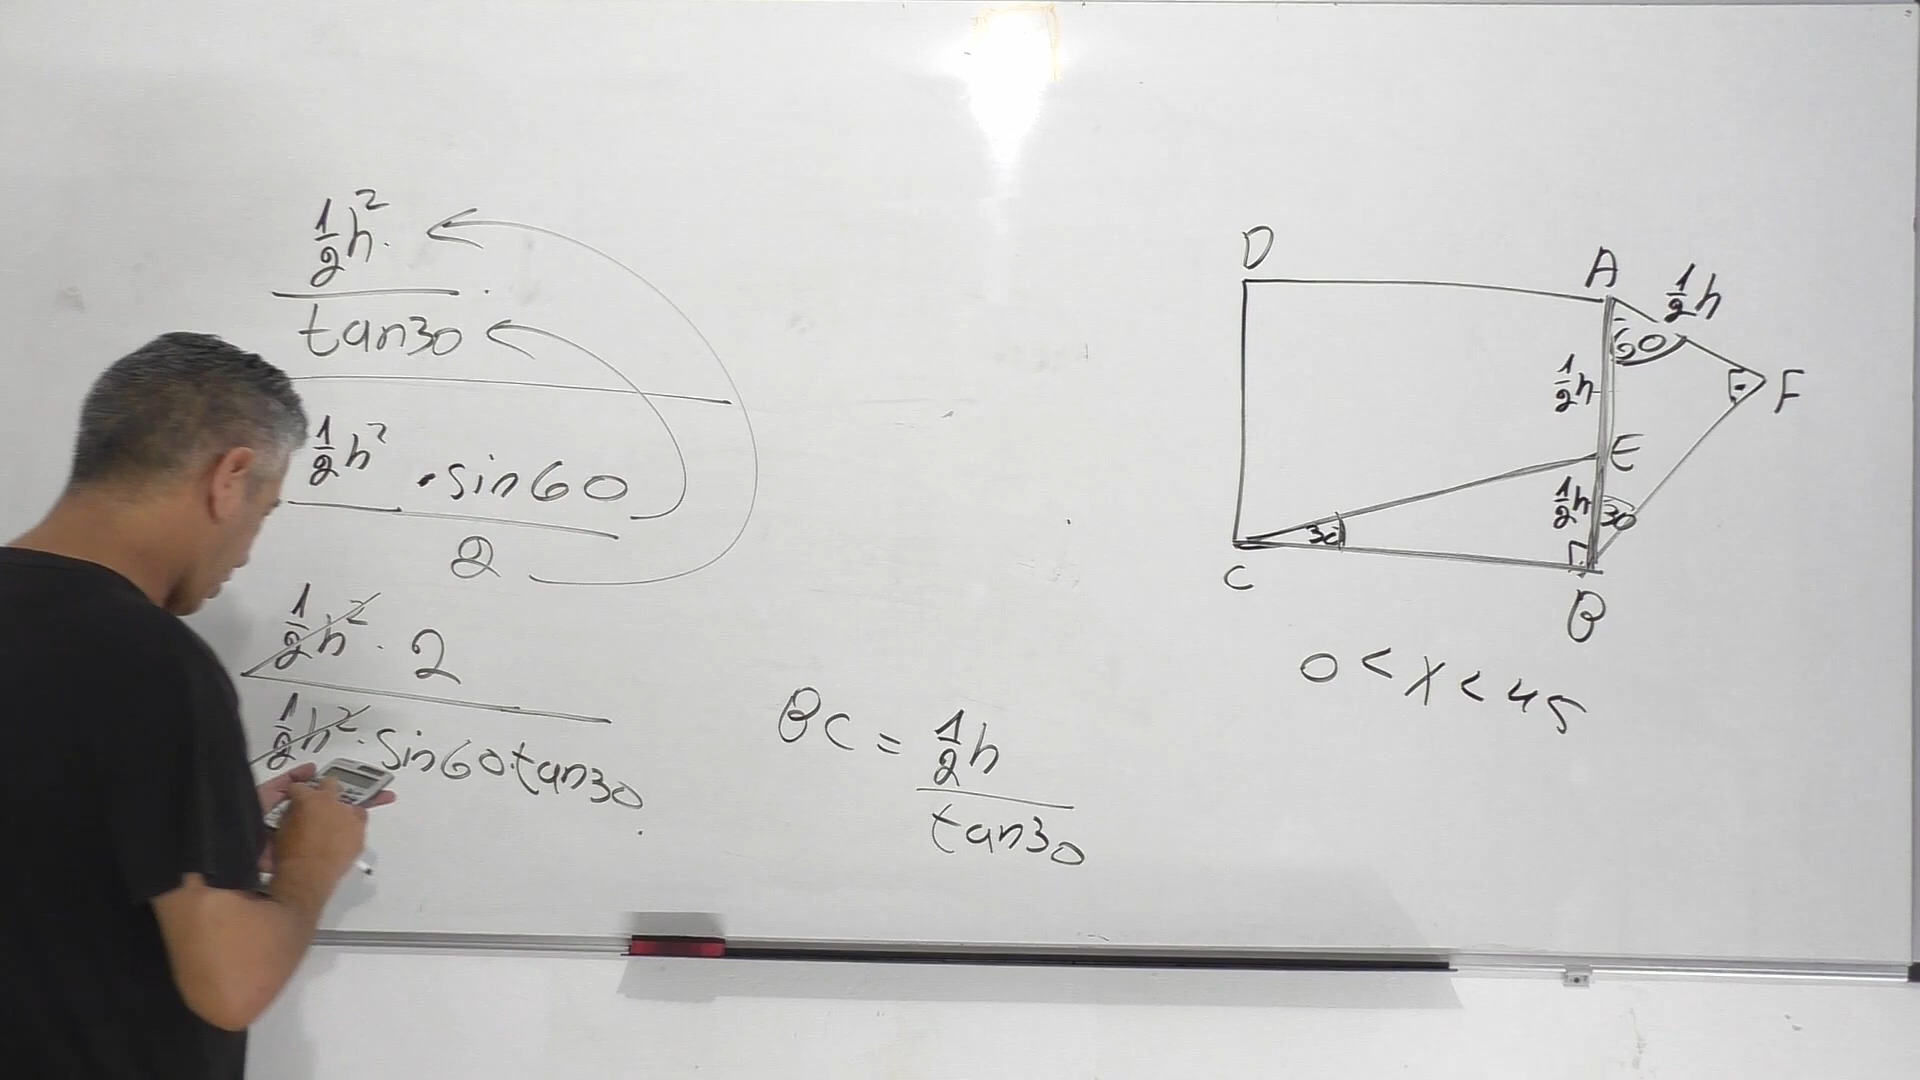 ½h².
tan30
½h² · sin60
2
½h² · 2
½h² · sin60·tan30
BC = ½h
tan30
D
A
½h
60
½h
F
E
½h
30
30
C
B
0 < x < 45